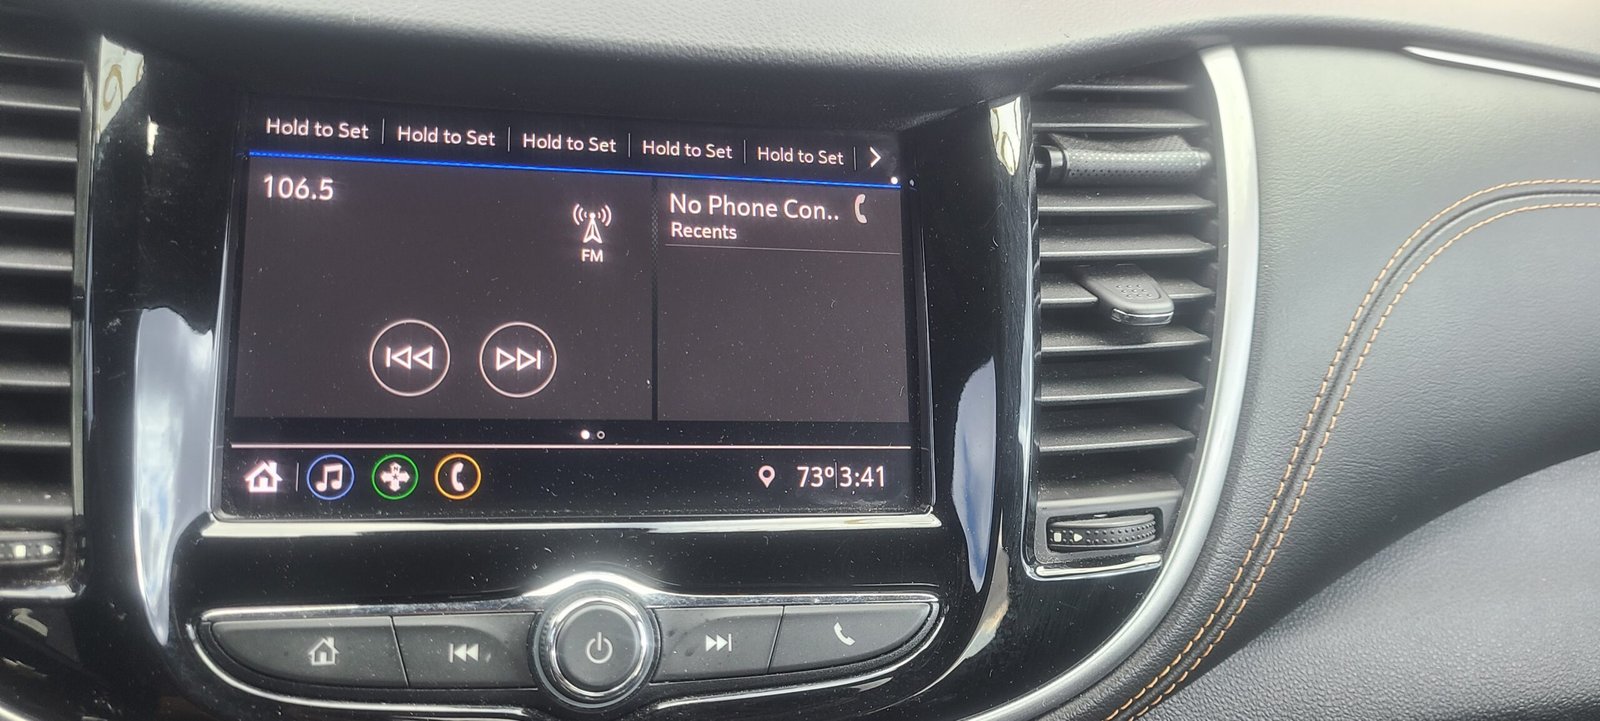 Hold to Set Hold to Set Hold to Set Hold to Set Hold to Set
106.5
FM
No Phone Con..
Recents
73° 3:41